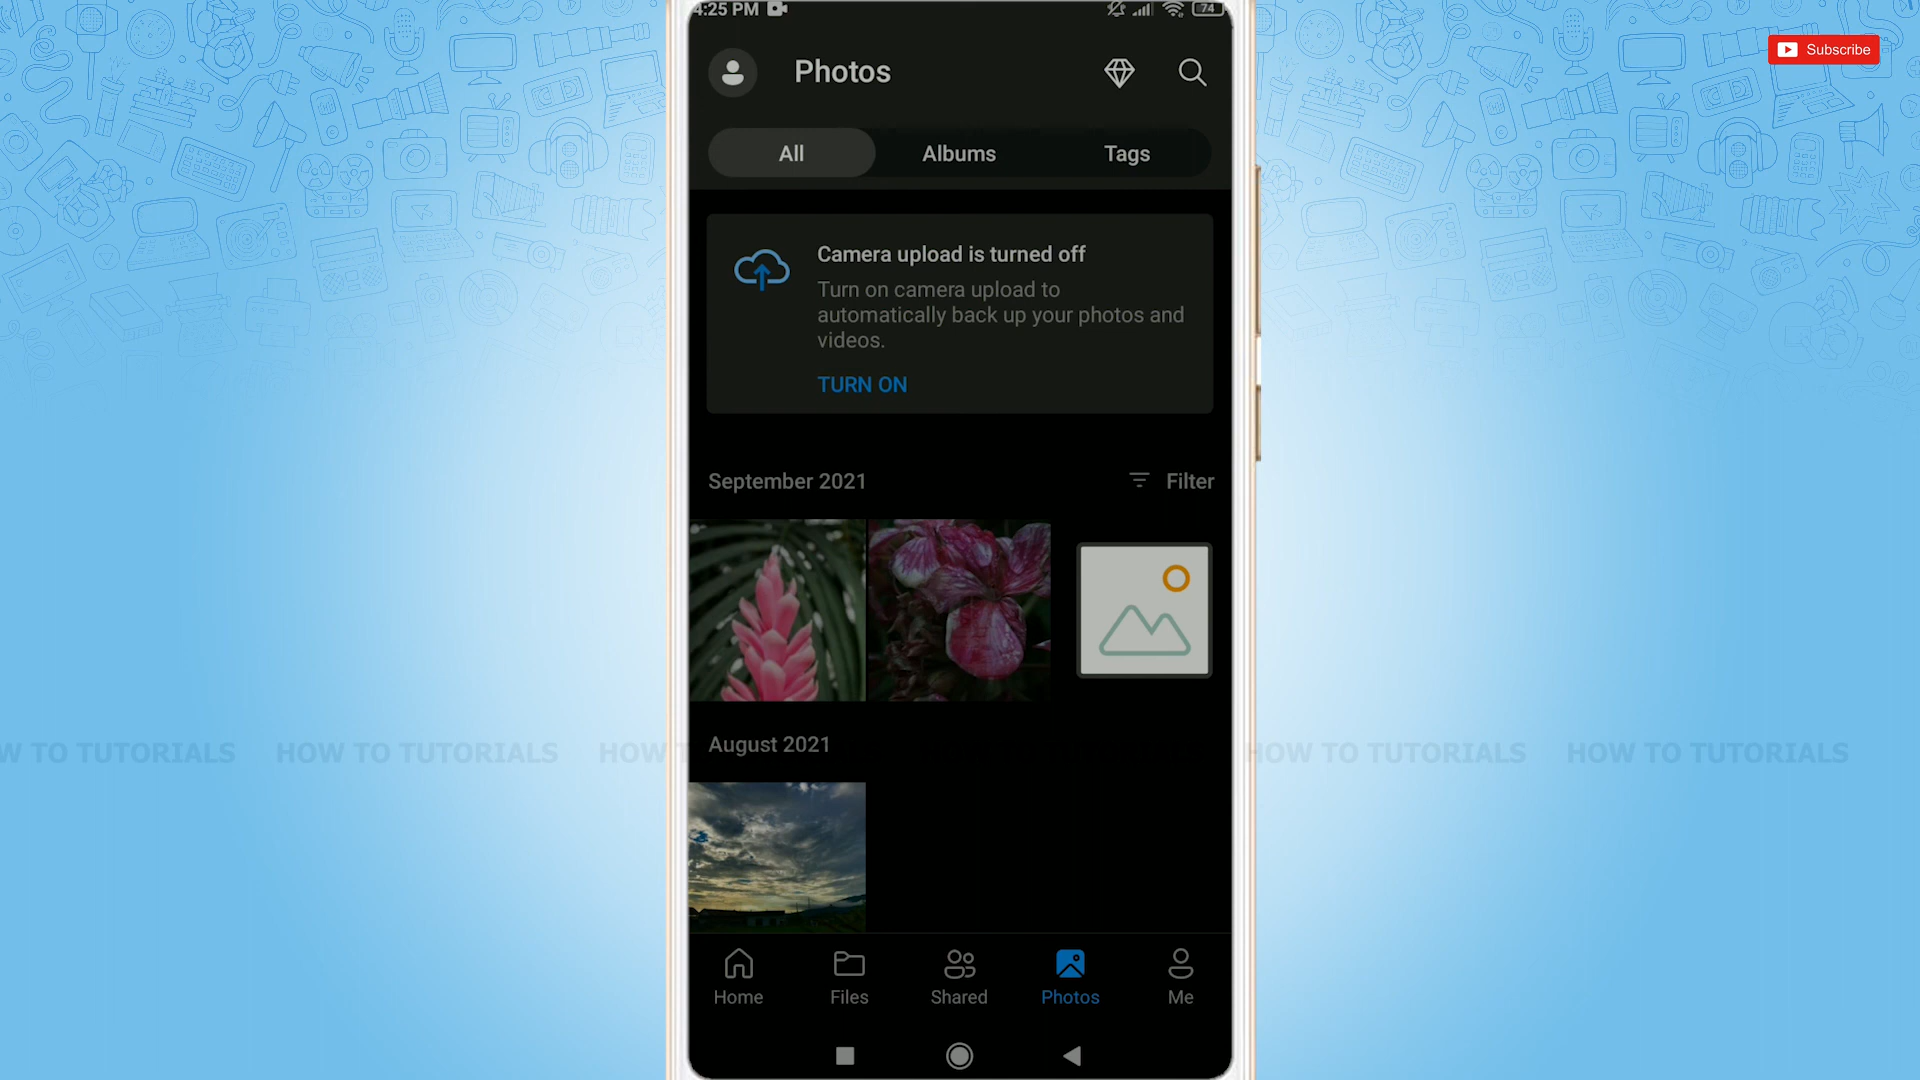 4:25 PM
74
Subscribe
Photos
All
Albums
Tags
Camera upload is turned off
Turn on camera upload to
automatically back up your photos and
videos.
TURN ON
September 2021
Filter
W TO TUTORIALS HOW TO TUTORIALS HOW T HOW TO TUTORIALS HOW TO TUTORIALS
August 2021
Home
Files
Shared
Photos
Me